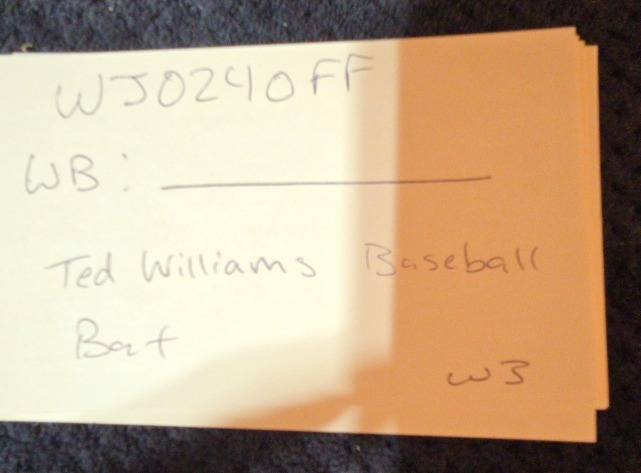 WJ0240FF
WB: ____________
Ted Williams Baseball
Bat
W3